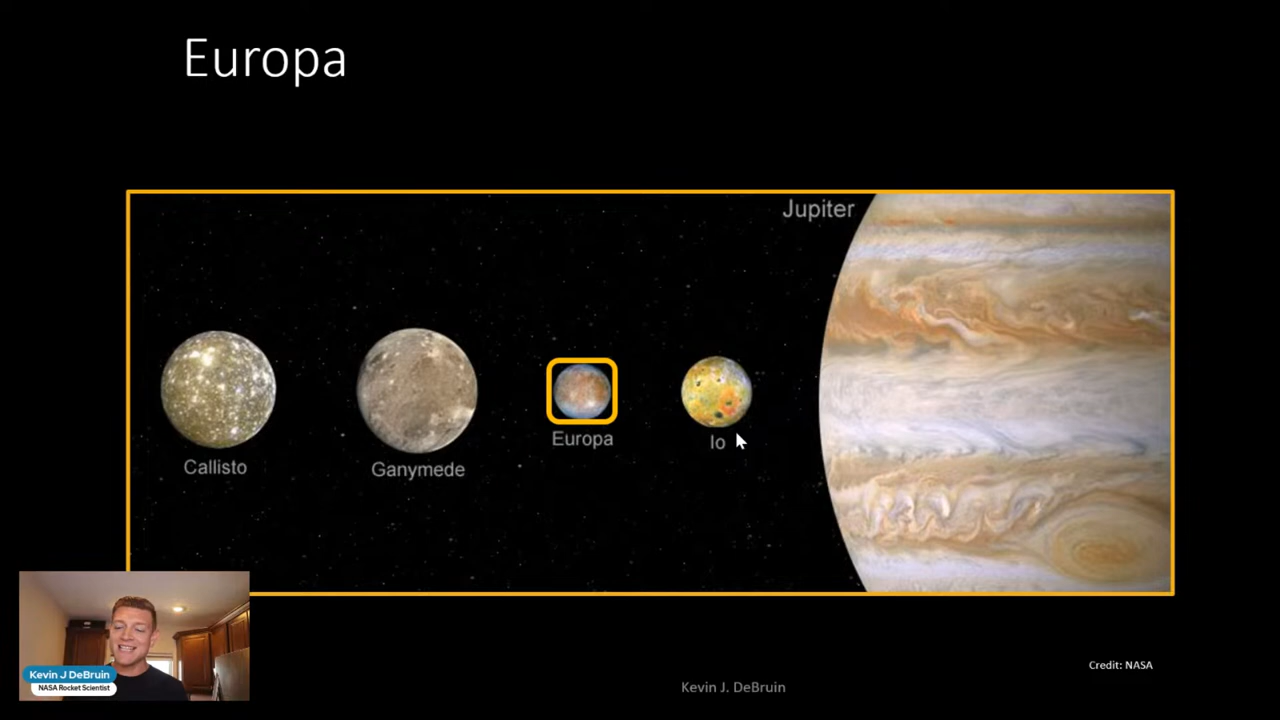 Europa
Jupiter
Callisto
Ganymede
Europa
Io
Kevin J DeBruin
NASA Rocket Scientist
Credit: NASA
Kevin J. DeBruin